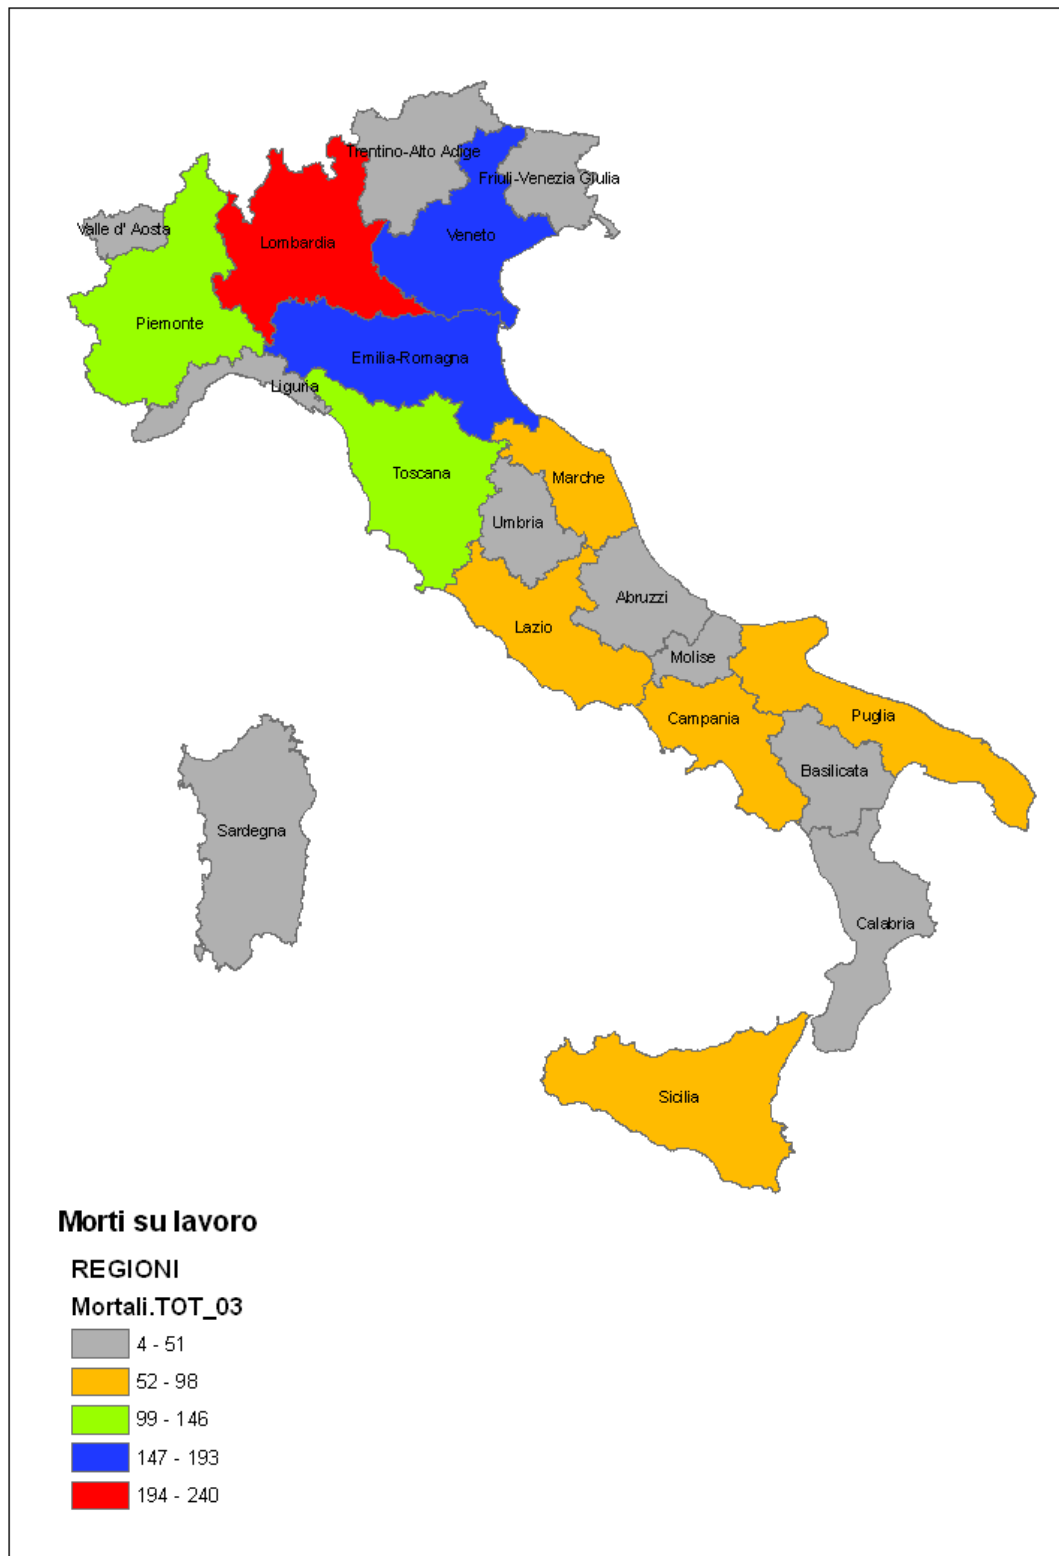 Trentino-Alto Adige
Friuli-Venezia Giulia
Valle d' Aosta
Lombardia
Veneto
Piemonte
Emilia-Romagna
Liguria
Toscana
Marche
Umbria
Abruzzi
Lazio
Molise
Campania
Puglia
Basilicata
Sardegna
Calabria
Sicilia
Morti su lavoro
REGIONI
Mortali.TOT_03
4 - 51
52 - 98
99 - 146
147 - 193
194 - 240